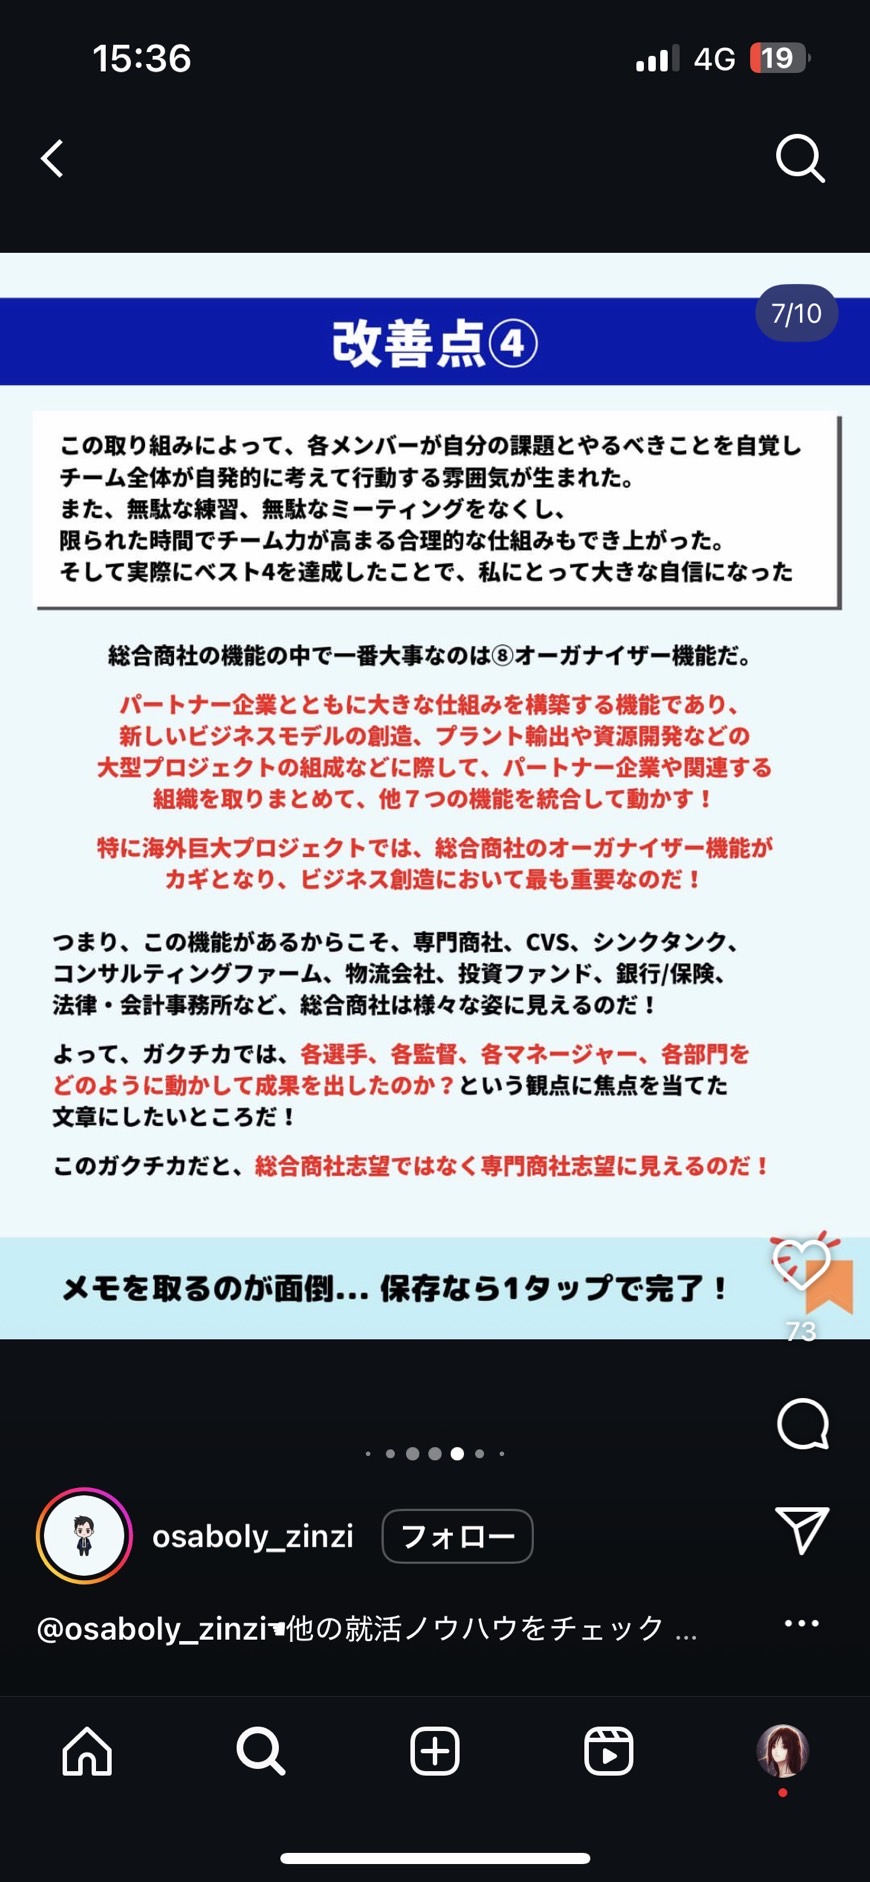 15:36
4G
19
7/10
改善点④
この取り組みによって、各メンバーが自分の課題とやるべきことを自覚し
チーム全体が自発的に考えて行動する雰囲気が生まれた。
また、無駄な練習、無駄なミーティングをなくし、
限られた時間でチーム力が高まる合理的な仕組みもでき上がった。
そして実際にベスト4を達成したことで、私にとって大きな自信になった
総合商社の機能の中で一番大事なのは⑧オーガナイザー機能だ。
パートナー企業とともに大きな仕組みを構築する機能であり、
新しいビジネスモデルの創造、プラント輸出や資源開発などの
大型プロジェクトの組成などに際して、パートナー企業や関連する
組織を取りまとめて、他７つの機能を統合して動かす！
特に海外巨大プロジェクトでは、総合商社のオーガナイザー機能が
カギとなり、ビジネス創造において最も重要なのだ！
つまり、この機能があるからこそ、専門商社、CVS、シンクタンク、
コンサルティングファーム、物流会社、投資ファンド、銀行/保険、
法律・会計事務所など、総合商社は様々な姿に見えるのだ！
よって、ガクチカでは、各選手、各監督、各マネージャー、各部門を
どのように動かして成果を出したのか？という観点に焦点を当てた
文章にしたいところだ！
このガクチカだと、総合商社志望ではなく専門商社志望に見えるのだ！
メモを取るのが面倒... 保存なら1タップで完了！
73
osaboly_zinzi
フォロー
@osaboly_zinzi☚他の就活ノウハウをチェック ...